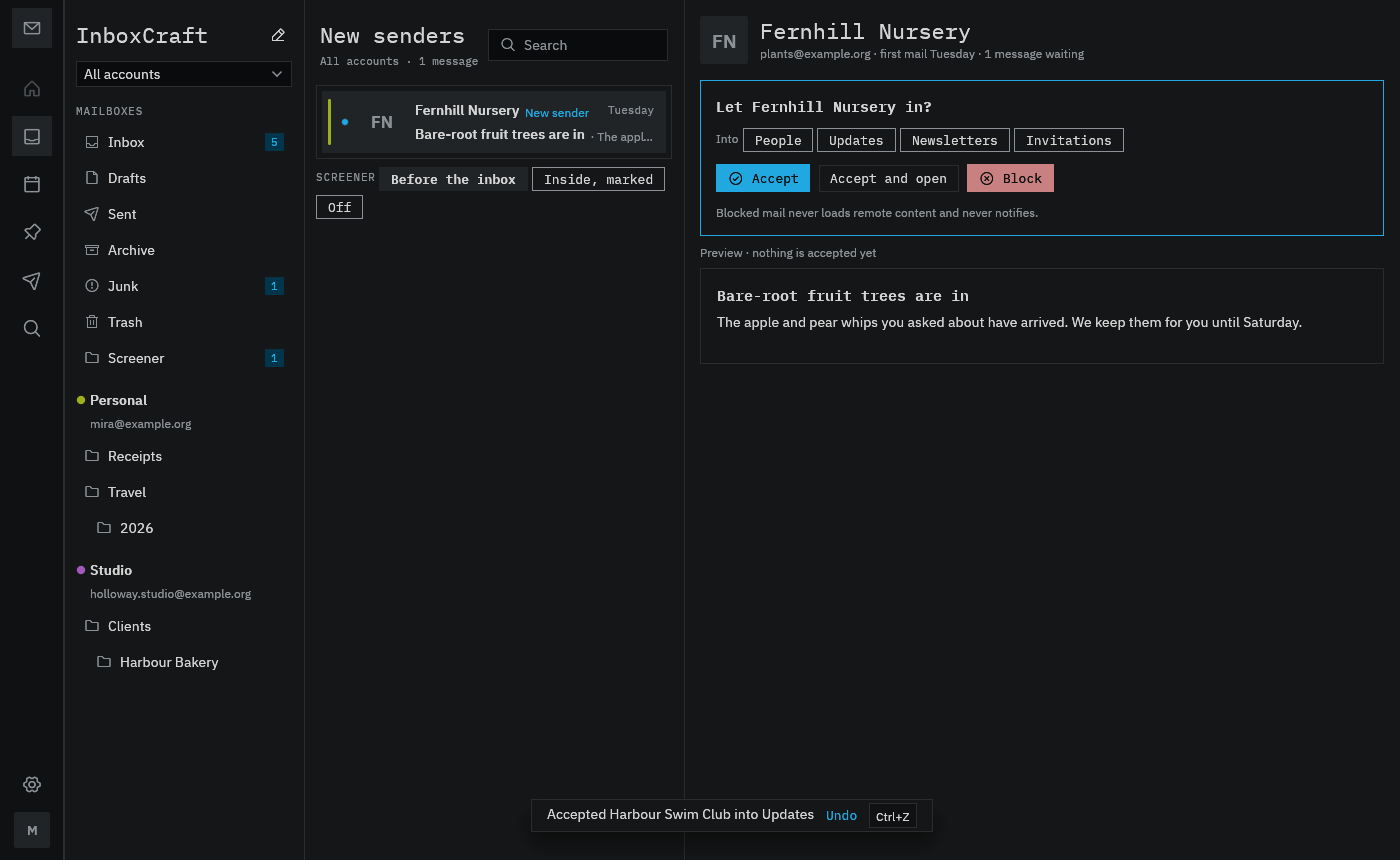 InboxCraft
All accounts
MAILBOXES
Inbox 5
Drafts
Sent
Archive
Junk 1
Trash
Screener 1
Personal
mira@example.org
Receipts
Travel
2026
Studio
holloway.studio@example.org
Clients
Harbour Bakery
M
New senders
All accounts · 1 message
Search
FN
Fernhill Nursery New sender Tuesday
Bare-root fruit trees are in · The appl…
SCREENER Before the inbox Inside, marked
Off
FN
Fernhill Nursery
plants@example.org · first mail Tuesday · 1 message waiting
Let Fernhill Nursery in?
Into People Updates Newsletters Invitations
Accept Accept and open Block
Blocked mail never loads remote content and never notifies.
Preview · nothing is accepted yet
Bare-root fruit trees are in
The apple and pear whips you asked about have arrived. We keep them for you until Saturday.
Accepted Harbour Swim Club into Updates Undo Ctrl+Z